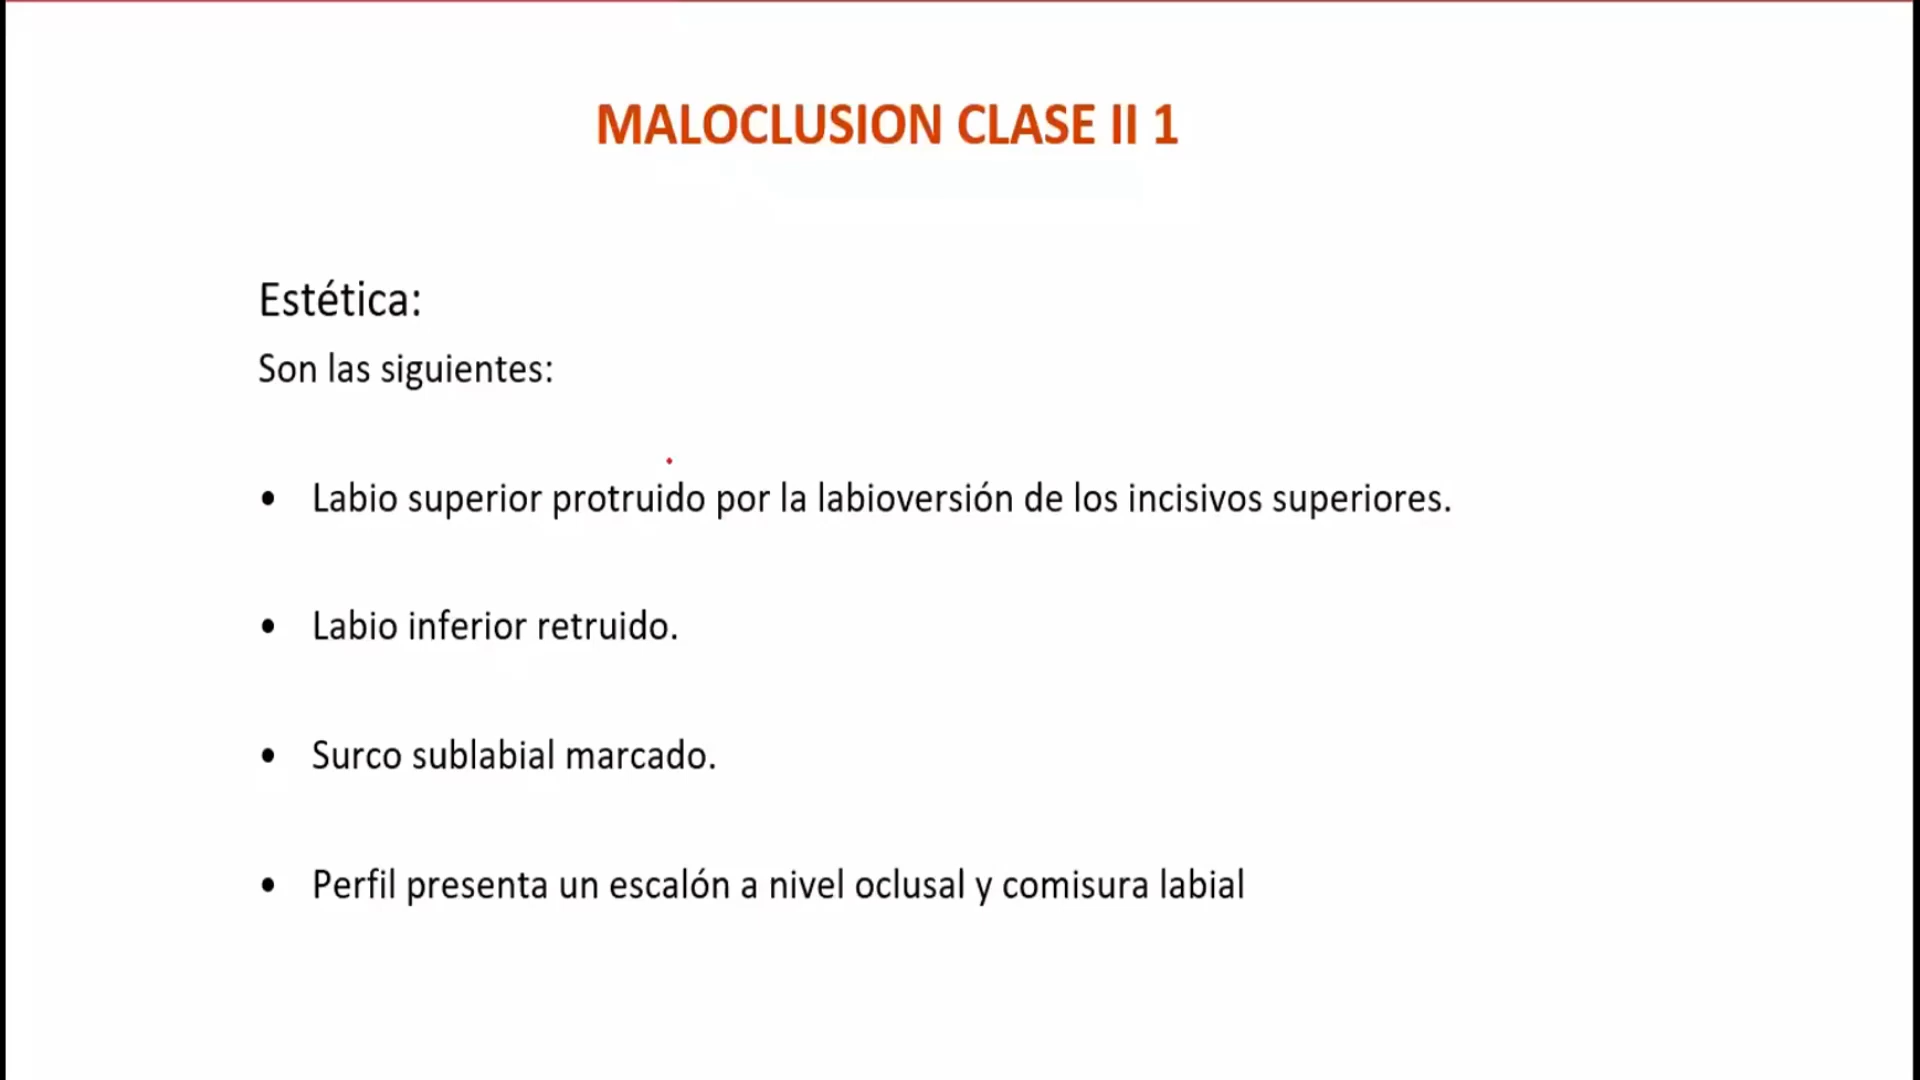 MALOCLUSION CLASE II 1
Estética:
Son las siguientes:
• Labio superior protruido por la labioversión de los incisivos superiores.
• Labio inferior retruido.
• Surco sublabial marcado.
• Perfil presenta un escalón a nivel oclusal y comisura labial